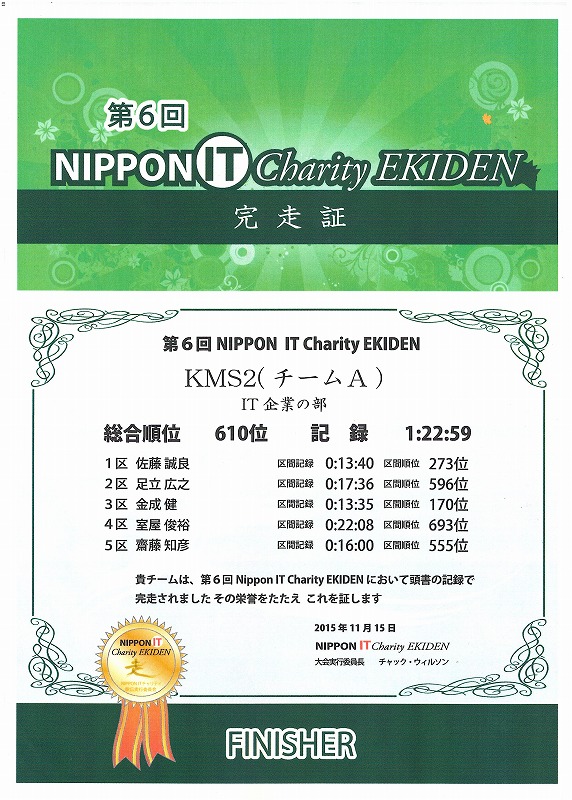 第6回
NIPPON IT Charity EKIDEN
完走証
第6回 NIPPON IT Charity EKIDEN
KMS2( チームA )
IT 企業の部
総合順位 610位 記 録 1:22:59
1区 佐藤 誠良 区間記録 0:13:40 区間順位 273位
2区 足立 広之 区間記録 0:17:36 区間順位 596位
3区 金成 健 区間記録 0:13:35 区間順位 170位
4区 室屋 俊裕 区間記録 0:22:08 区間順位 693位
5区 齋藤 知彦 区間記録 0:16:00 区間順位 555位
貴チームは、第6回 Nippon IT Charity EKIDEN において頭書の記録で
完走されました その栄誉をたたえ これを証します
2015年11月15日
NIPPON IT Charity EKIDEN
大会実行委員長 チャック・ウィルソン
NIPPON IT
Charity EKIDEN
走
FINISHER